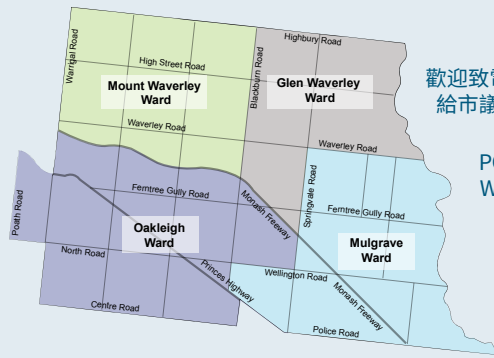 Highbury Road
Warrigal Road
High Street Road
Blackburn Road
Mount Waverley
Ward
Glen Waverley
Ward
歡迎致電
給市議
Waverley Road
Waverley Road
Springvale Road
Poath Road
Ferntree Gully Road
Monash Freeway
Ferntree Gully Road
Oakleigh
Ward
Mulgrave
Ward
North Road
Princes Highway
Wellington Road
Monash Freeway
Centre Road
Police Road